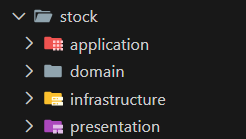 stock
application
domain
infrastructure
presentation